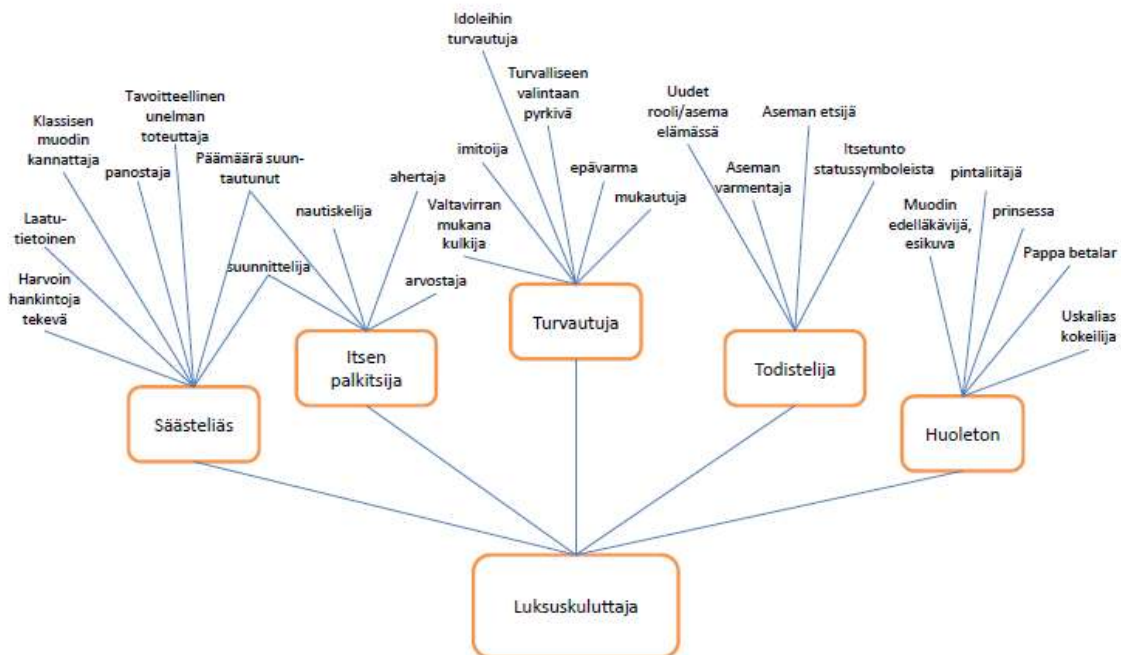 Idoleihin
turvautuja
Turvalliseen
valintaan
pyrkivä
Tavoitteellinen
unelman
toteuttaja
Klassisen
muodin
kannattaja
panostaja
Päämäärä suun-
tautunut
Laatu-
tietoinen
Harvoin
hankintoja
tekevä
suunnittelija
nautiskelija
ahertaja
arvostaja
imitoija
Valtavirran
mukana
kulkija
epävarma
mukautuja
Uudet
rooli/asema
elämässä
Aseman
varmentaja
Aseman etsijä
Itsetunto
statussymboleista
Muodin
edelläkävijä,
esikuva
pintaliitäjä
prinsessa
Pappa betalar
Uskalias
kokeilija
Säästeliäs
Itsen
palkitsija
Turvautuja
Todistelija
Huoleton
Luksuskuluttaja